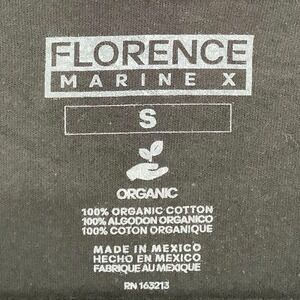 FLORENCE
MARINE X
S
ORGANIC
100% ORGANIC COTTON
100% ALGODON ORGANICO
100% COTON ORGANIQUE
MADE IN MEXICO
HECHO EN MEXICO
FABRIQUE AU MEXIQUE
RN 163213